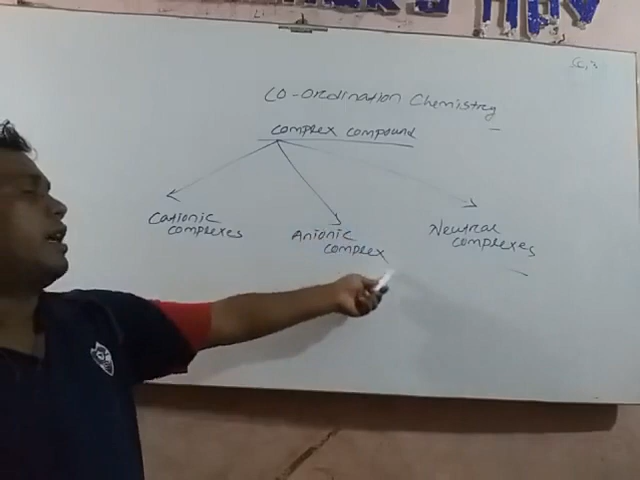 CO-Ordination Chemistry
complex compound
Cationic
complexes
Anionic
complex
Neutral
complexes